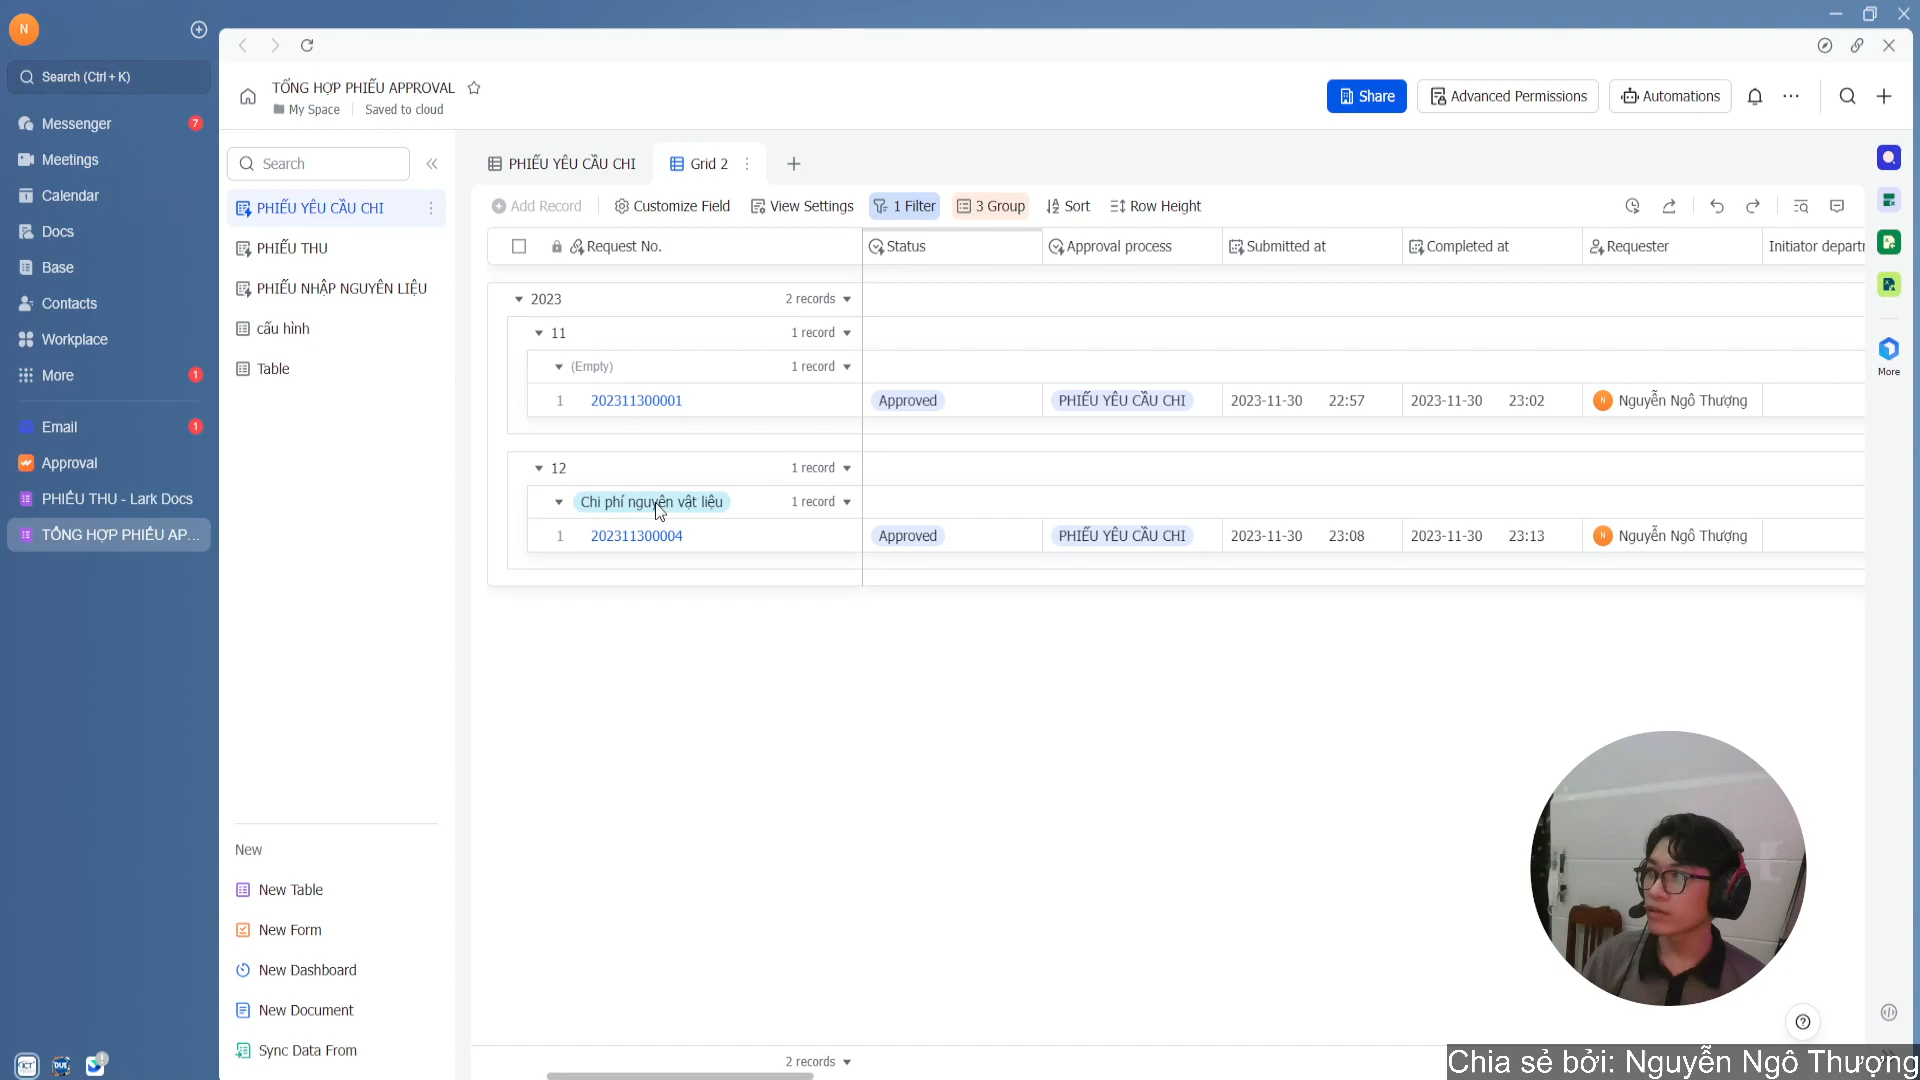 N
Search (Ctrl + K)
Messenger
7
Meetings
Calendar
Docs
Base
Contacts
Workplace
More
1
Email
1
Approval
PHIẾU THU - Lark Docs
TỔNG HỢP PHIẾU AP...
TỔNG HỢP PHIẾU APPROVAL
My Space
Saved to cloud
Share
Advanced Permissions
Automations
Search
PHIẾU YÊU CẦU CHI
PHIẾU THU
PHIẾU NHẬP NGUYÊN LIỆU
cấu hình
Table
New
New Table
New Form
New Dashboard
New Document
Sync Data From
PHIẾU YÊU CẦU CHI
Grid 2
Add Record
Customize Field
View Settings
1 Filter
3 Group
Sort
Row Height
Request No.
Status
Approval process
Submitted at
Completed at
Requester
Initiator departm
2023
2 records
11
1 record
(Empty)
1 record
1
202311300001
Approved
PHIẾU YÊU CẦU CHI
2023-11-30 22:57
2023-11-30 23:02
N
Nguyễn Ngô Thượng
12
1 record
Chi phí nguyên vật liệu
1 record
1
202311300004
Approved
PHIẾU YÊU CẦU CHI
2023-11-30 23:08
2023-11-30 23:13
N
Nguyễn Ngô Thượng
More
2 records
Chia sẻ bởi: Nguyễn Ngô Thượng